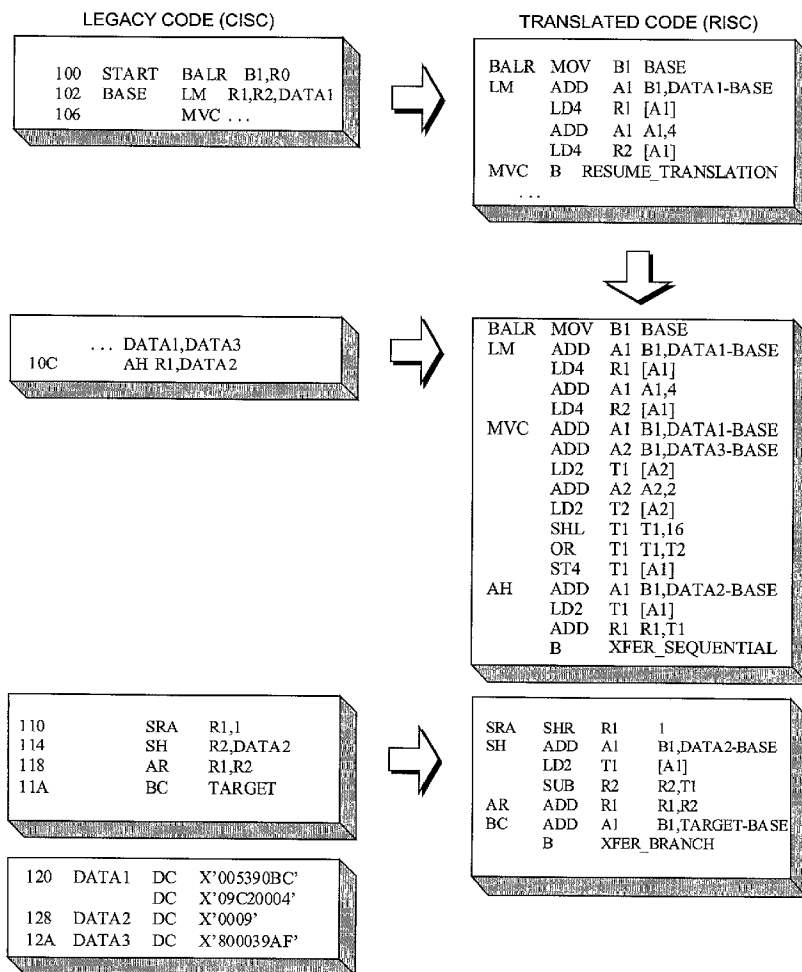 LEGACY CODE (CISC)
100 START BALR B1,R0
102 BASE LM R1,R2,DATA1
106 MVC ...
TRANSLATED CODE (RISC)
BALR MOV B1 BASE
LM ADD A1 B1,DATA1-BASE
LD4 R1 [A1]
ADD A1 A1,4
LD4 R2 [A1]
MVC B RESUME_TRANSLATION
...
... DATA1,DATA3
10C AH R1,DATA2
BALR MOV B1 BASE
LM ADD A1 B1,DATA1-BASE
LD4 R1 [A1]
ADD A1 A1,4
LD4 R2 [A1]
MVC ADD A1 B1,DATA1-BASE
ADD A2 B1,DATA3-BASE
LD2 T1 [A2]
ADD A2 A2,2
LD2 T2 [A2]
SHL T1 T1,16
OR T1 T1,T2
ST4 T1 [A1]
AH ADD A1 B1,DATA2-BASE
LD2 T1 [A1]
ADD R1 R1,T1
B XFER_SEQUENTIAL
110 SRA R1,1
114 SH R2,DATA2
118 AR R1,R2
11A BC TARGET
SRA SHR R1 1
SH ADD A1 B1,DATA2-BASE
LD2 T1 [A1]
SUB R2 R2,T1
AR ADD R1 R1,R2
BC ADD A1 B1,TARGET-BASE
B XFER_BRANCH
120 DATA1 DC X'005390BC'
DC X'09C20004'
128 DATA2 DC X'0009'
12A DATA3 DC X'800039AF'